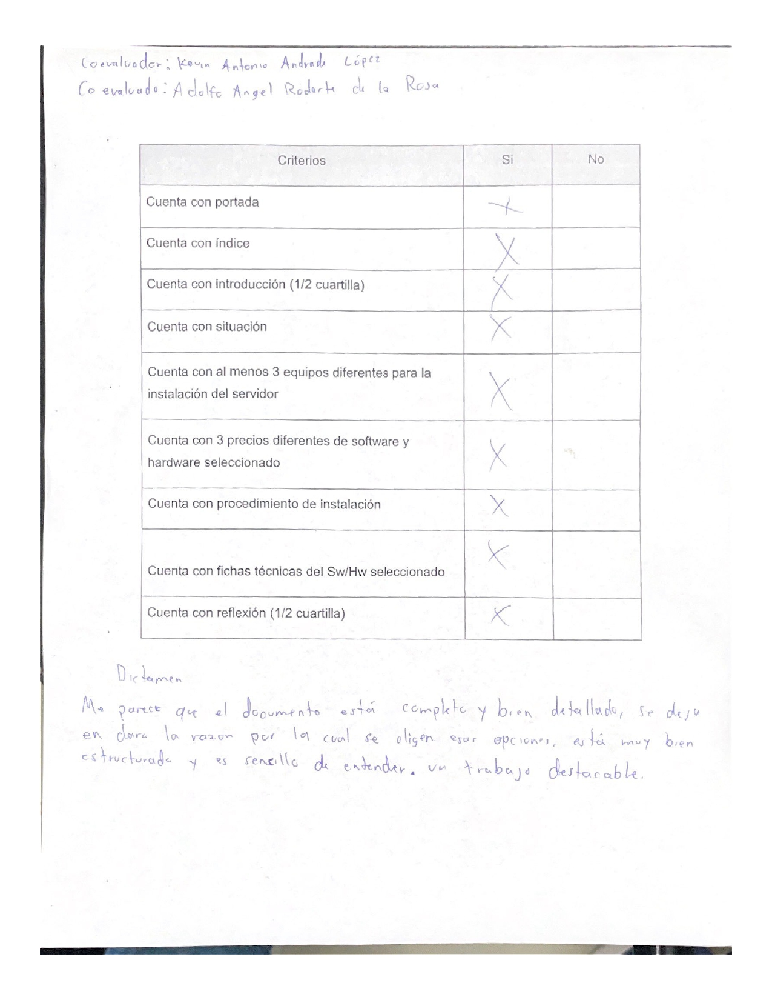 Coevaluador: Kevin Antonio Andrade López
Coevaluado: Adolfo Angel Rodarte de la Rosa
Criterios Si No
Cuenta con portada X
Cuenta con índice X
Cuenta con introducción (1/2 cuartilla) X
Cuenta con situación X
Cuenta con al menos 3 equipos diferentes para la
instalación del servidor X
Cuenta con 3 precios diferentes de software y
hardware seleccionado X
Cuenta con procedimiento de instalación X
Cuenta con fichas técnicas del Sw/Hw seleccionado X
Cuenta con reflexión (1/2 cuartilla) X
Dictamen
Me parece que el documento está completo y bien detallado, se deja
en claro la razon por la cual se eligen esas opciones, está muy bien
estructurado y es sencillo de entender. un trabajo destacable.